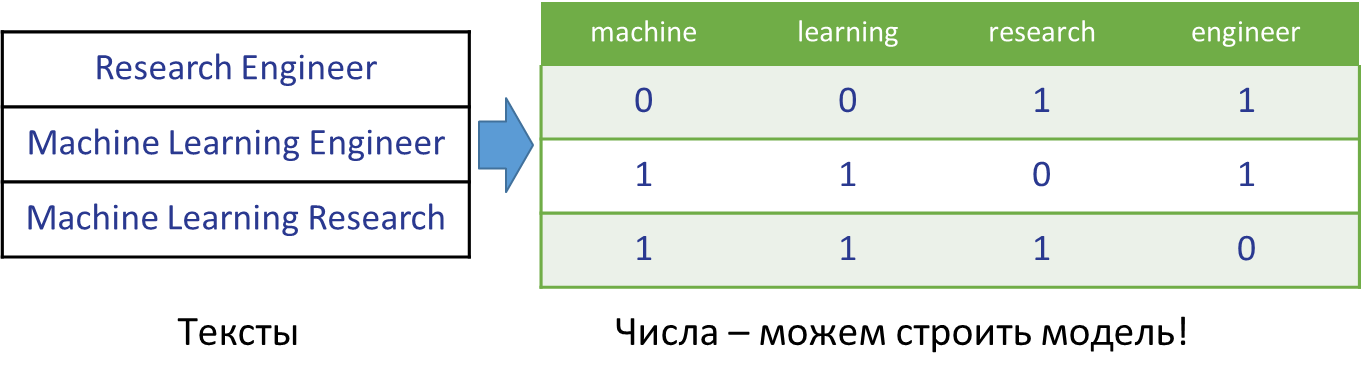 Research Engineer
Machine Learning Engineer
Machine Learning Research
Тексты
machine learning research engineer
0 0 1 1
1 1 0 1
1 1 1 0
Числа – можем строить модель!